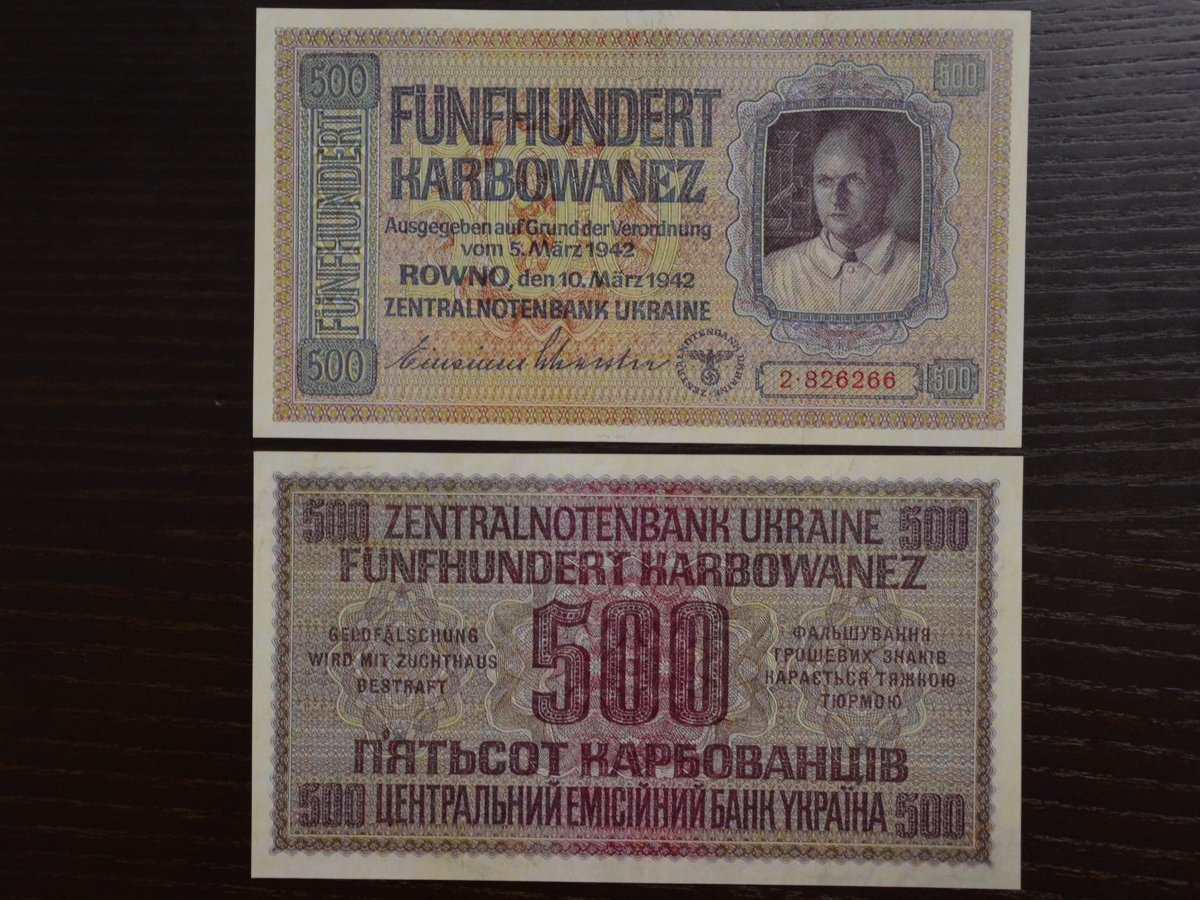 500
FÜNFHUNDERT
500
FÜNFHUNDERT
KARBOWANEZ
Ausgegeben auf Grund der Verordnung
vom 5. März 1942
ROWNO, den 10. März 1942
ZENTRALNOTENBANK UKRAINE
500
ZENTRALNOTENBANK UKRAINE
2·826266
500
500 ZENTRALNOTENBANK UKRAINE 500
FÜNFHUNDERT KARBOWANEZ
GELDFÄLSCHUNG
WIRD MIT ZUCHTHAUS
BESTRAFT
500
ФАЛЬШУВАННЯ
ГРОШЕВИХ ЗНАКІВ
КАРАЄТЬСЯ ТЯЖКОЮ
ТЮРМОЮ
П'ЯТЬСОТ КАРБОВАНЦІВ
500 ЦЕНТРАЛЬНИЙ ЕМІСІЙНИЙ БАНК УКРАЇНА 500